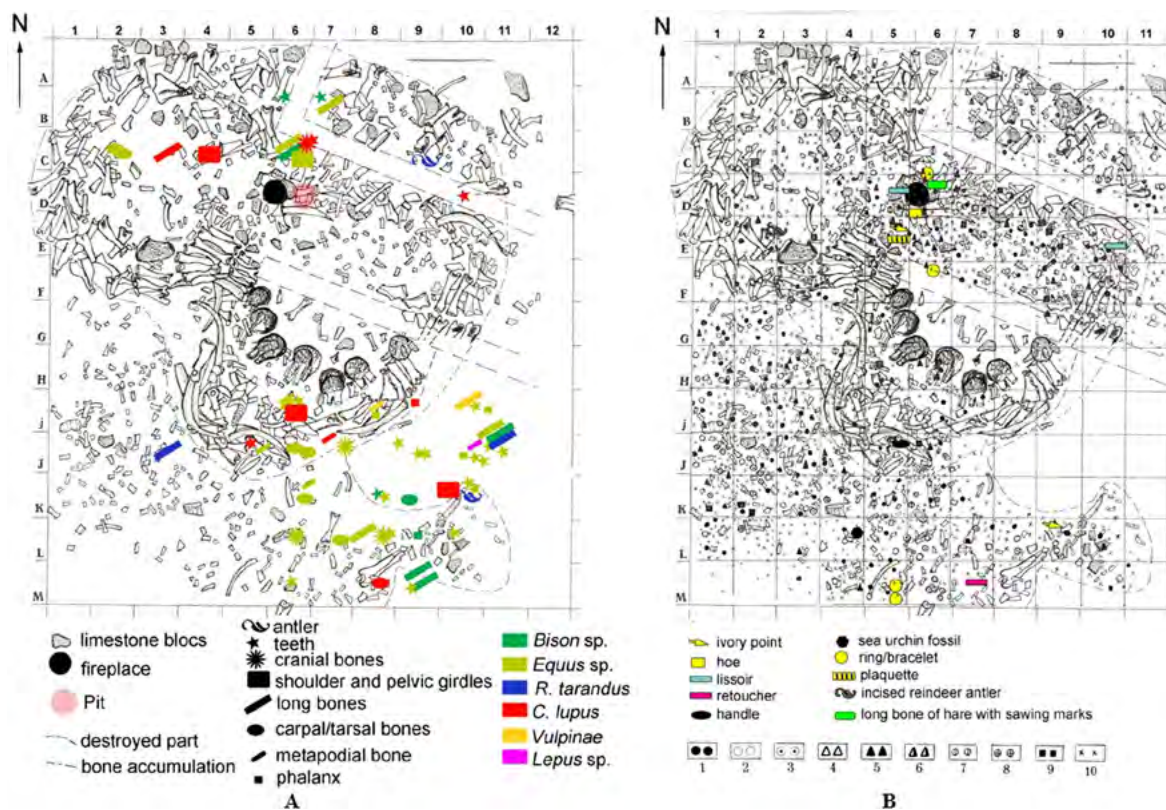 N
1 2 3 4 5 6 7 8 9 10 11 12
A
B
C
D
E
F
G
H
j
J
K
L
M
limestone blocs
fireplace
Pit
destroyed part
bone accumulation
antler
teeth
cranial bones
shoulder and pelvic girdles
long bones
carpal/tarsal bones
metapodial bone
phalanx
Bison sp.
Equus sp.
R. tarandus
C. lupus
Vulpinae
Lepus sp.
A
N
1 2 3 4 5 6 7 8 9 10 11
A
B
C
D
E
F
G
H
j
J
K
L
M
ivory point
hoe
lissoir
retoucher
handle
sea urchin fossil
ring/bracelet
plaquette
incised reindeer antler
long bone of hare with sawing marks
1 2 3 4 5 6 7 8 9 10
B